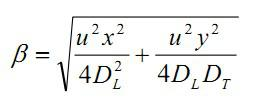 β = √(u²x²/4D_L² + u²y²/4D_L D_T)